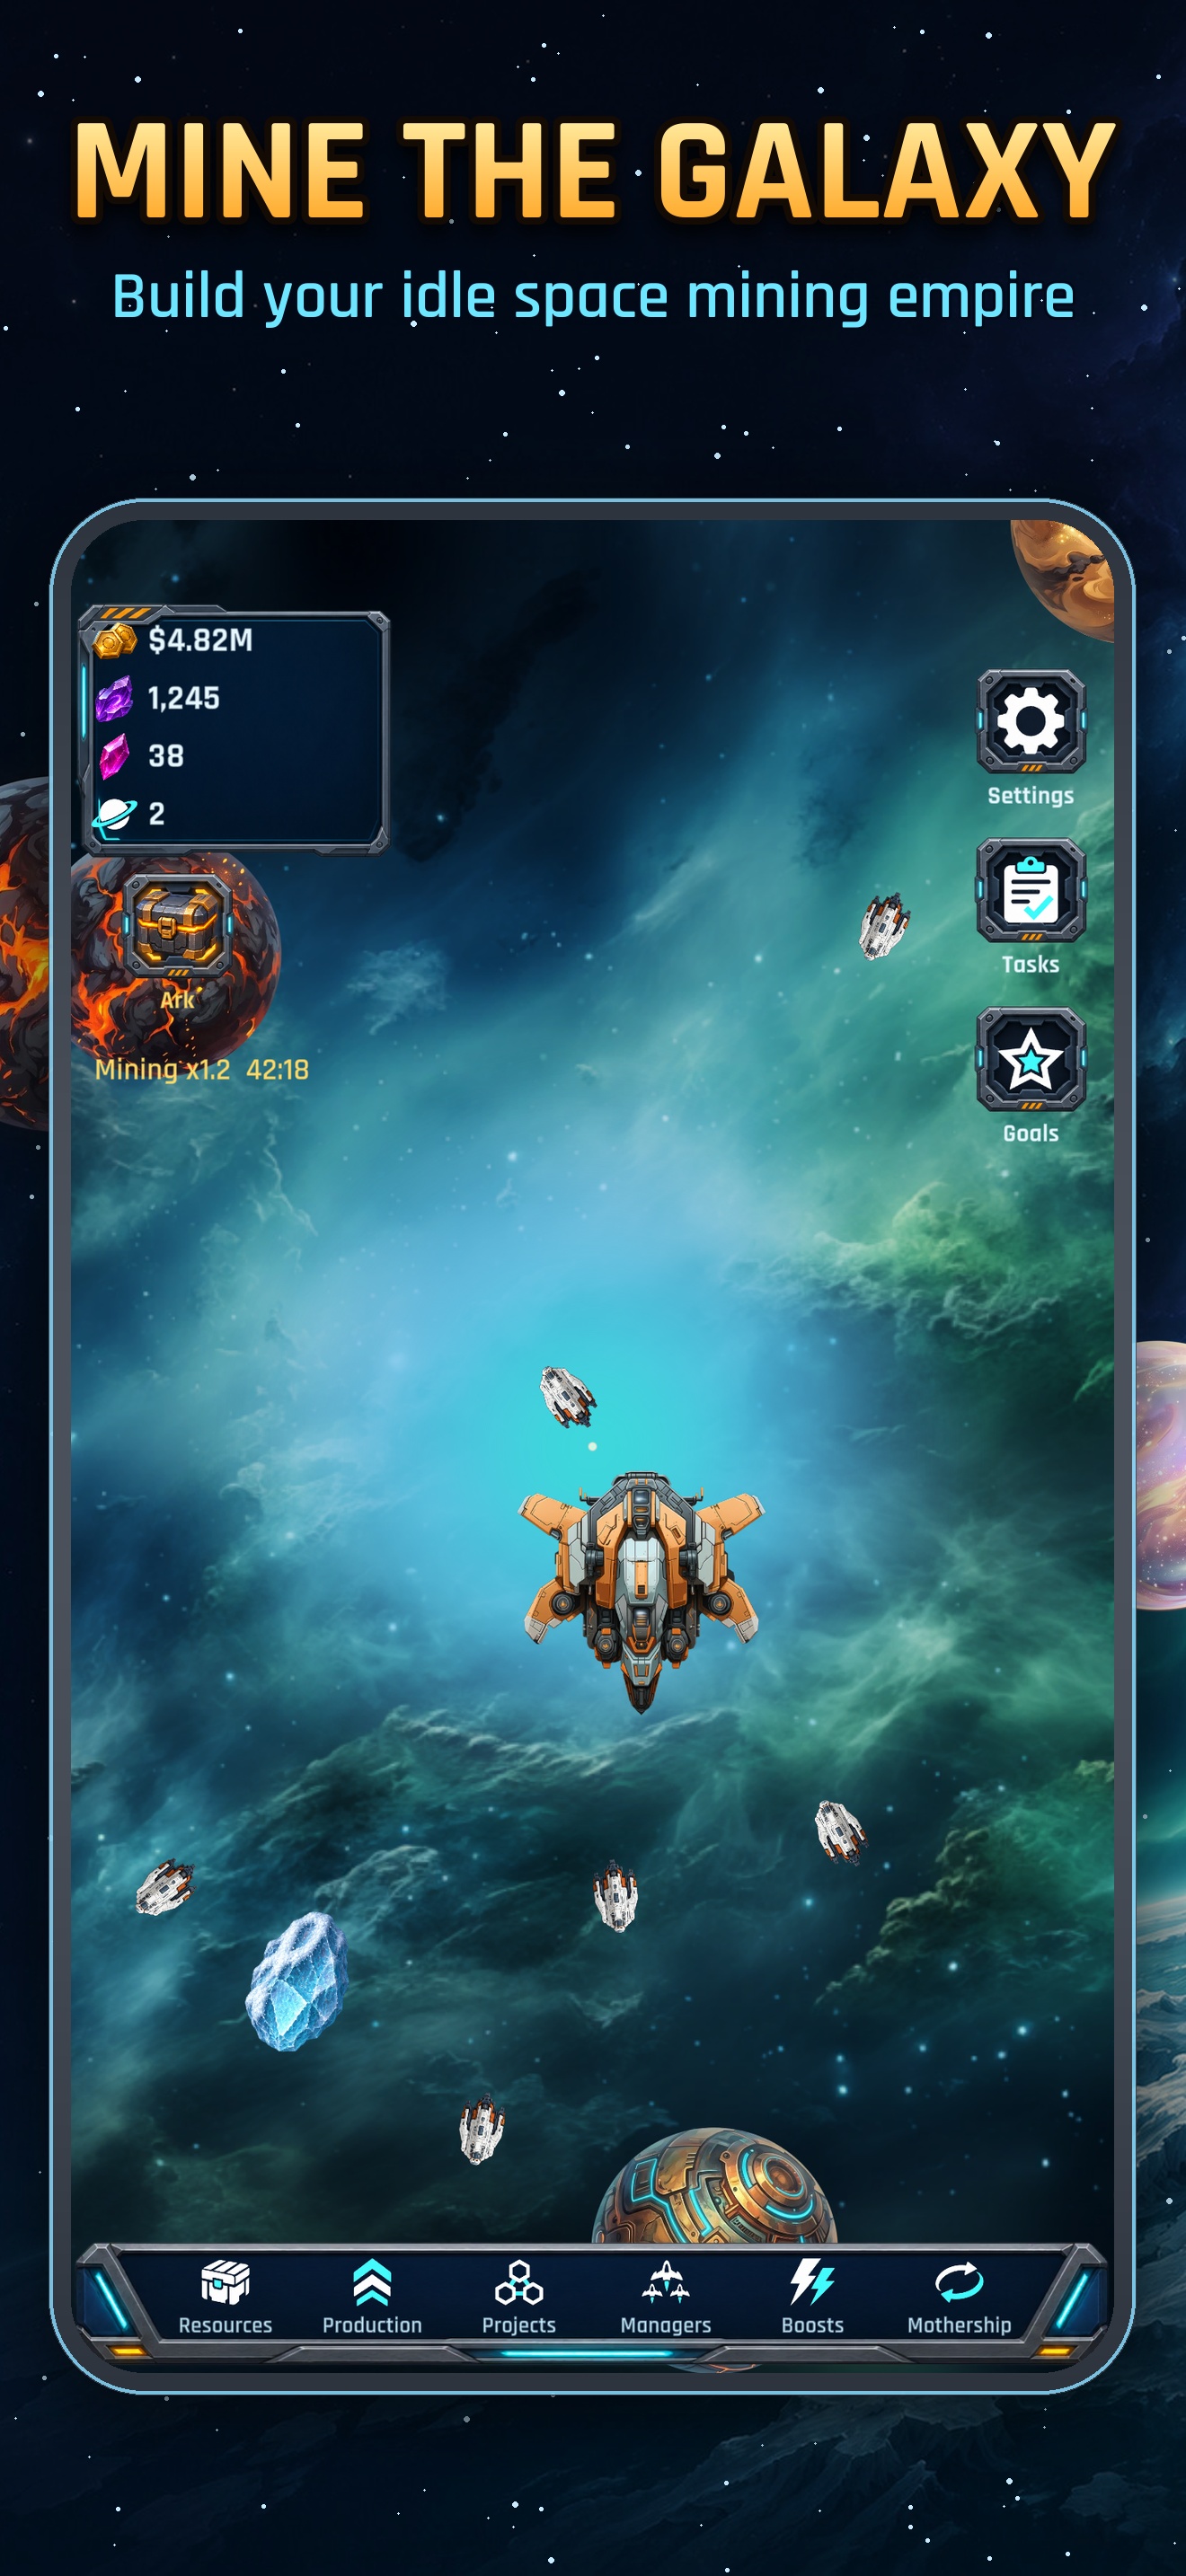 MINE THE GALAXY
Build your idle space mining empire
$4.82M
1,245
38
2
Settings
Tasks
Ark
Mining x1.2 42:18
Goals
Resources Production Projects Managers Boosts Mothership